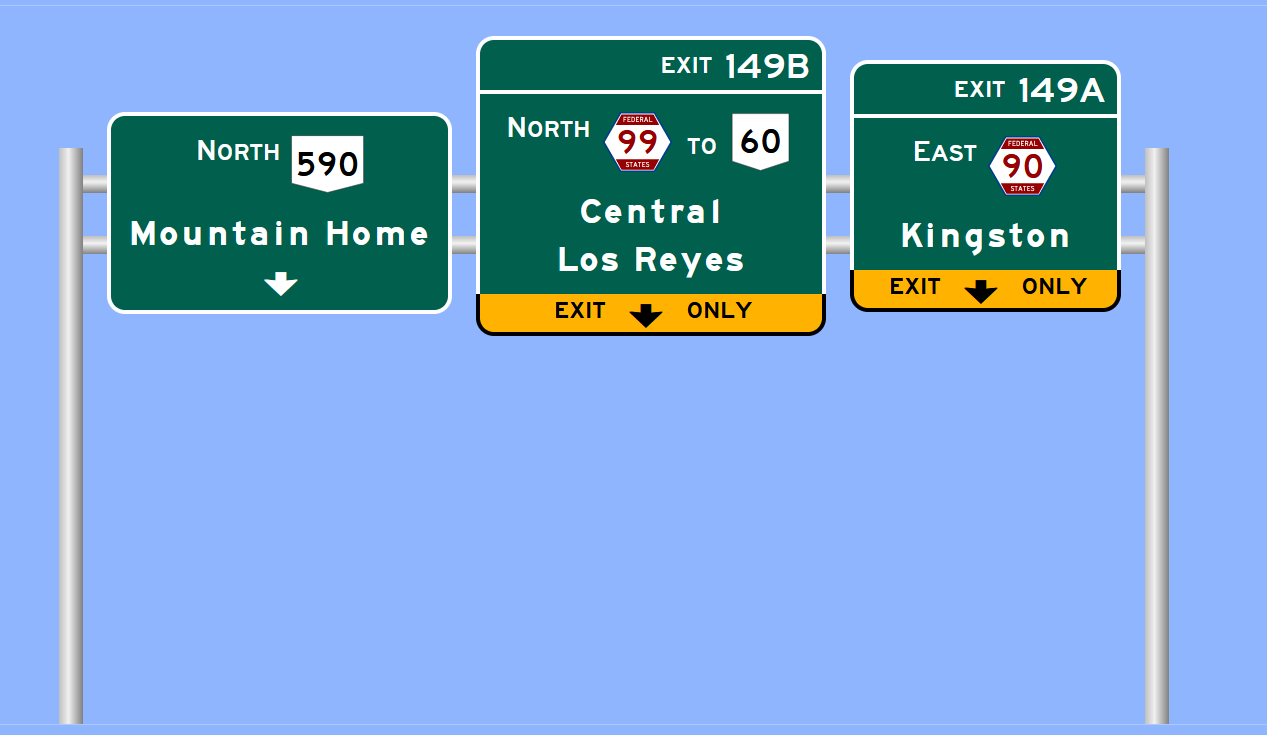 NORTH 590
Mountain Home
EXIT 149B
NORTH FEDERAL 99 STATES TO 60
Central
Los Reyes
EXIT ONLY
EXIT 149A
EAST FEDERAL 90 STATES
Kingston
EXIT ONLY